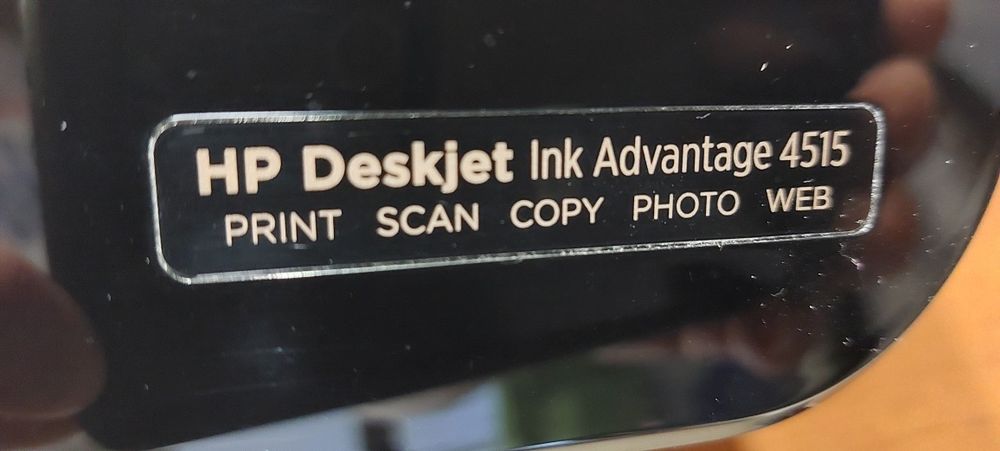 HP Deskjet Ink Advantage 4515
PRINT SCAN COPY PHOTO WEB